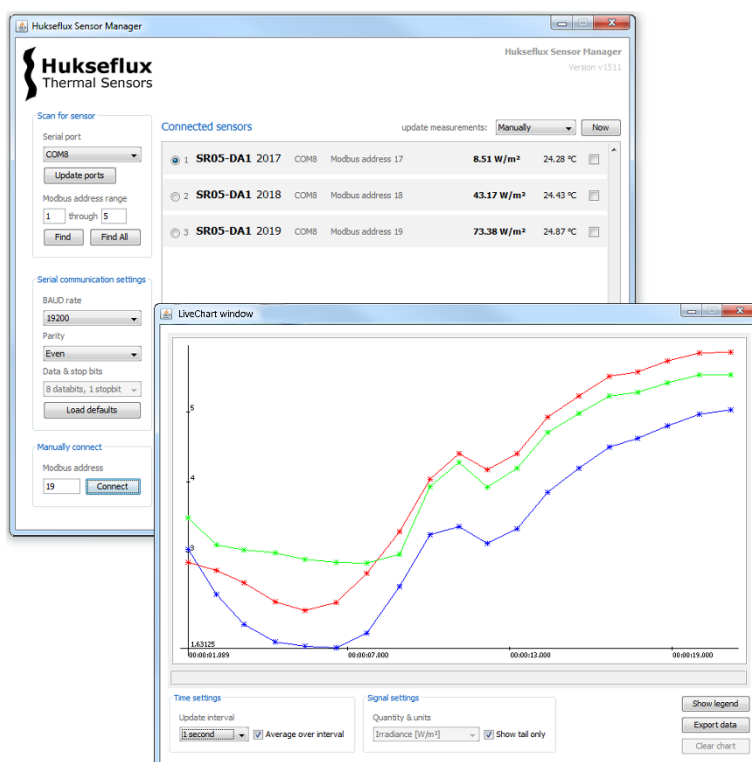 Hukseflux Sensor Manager
Hukseflux Sensor Manager
Version v1511
Hukseflux
Thermal Sensors
Scan for sensor
Serial port
COM8
Update ports
Modbus address range
1 through 5
Find Find All
Connected sensors update measurements: Manually Now
1 SR05-DA1 2017 COM8 Modbus address 17 8.51 W/m² 24.28 ºC
2 SR05-DA1 2018 COM8 Modbus address 18 43.17 W/m² 24.43 ºC
3 SR05-DA1 2019 COM8 Modbus address 19 73.38 W/m² 24.87 ºC
Serial communication settings
BAUD rate
19200
Parity
Even
Data & stop bits
8 databits, 1 stopbit
Load defaults
Manually connect
Modbus address
19 Connect
LiveChart window
5
4
3
1,63125
00:00:01.099 00:00:07.000 00:00:13.000 00:00:19.000
Time settings
Update interval
1 second Average over interval
Signal settings
Quantity & units
Irradiance [W/m²] Show tail only
Show legend
Export data
Clear chart